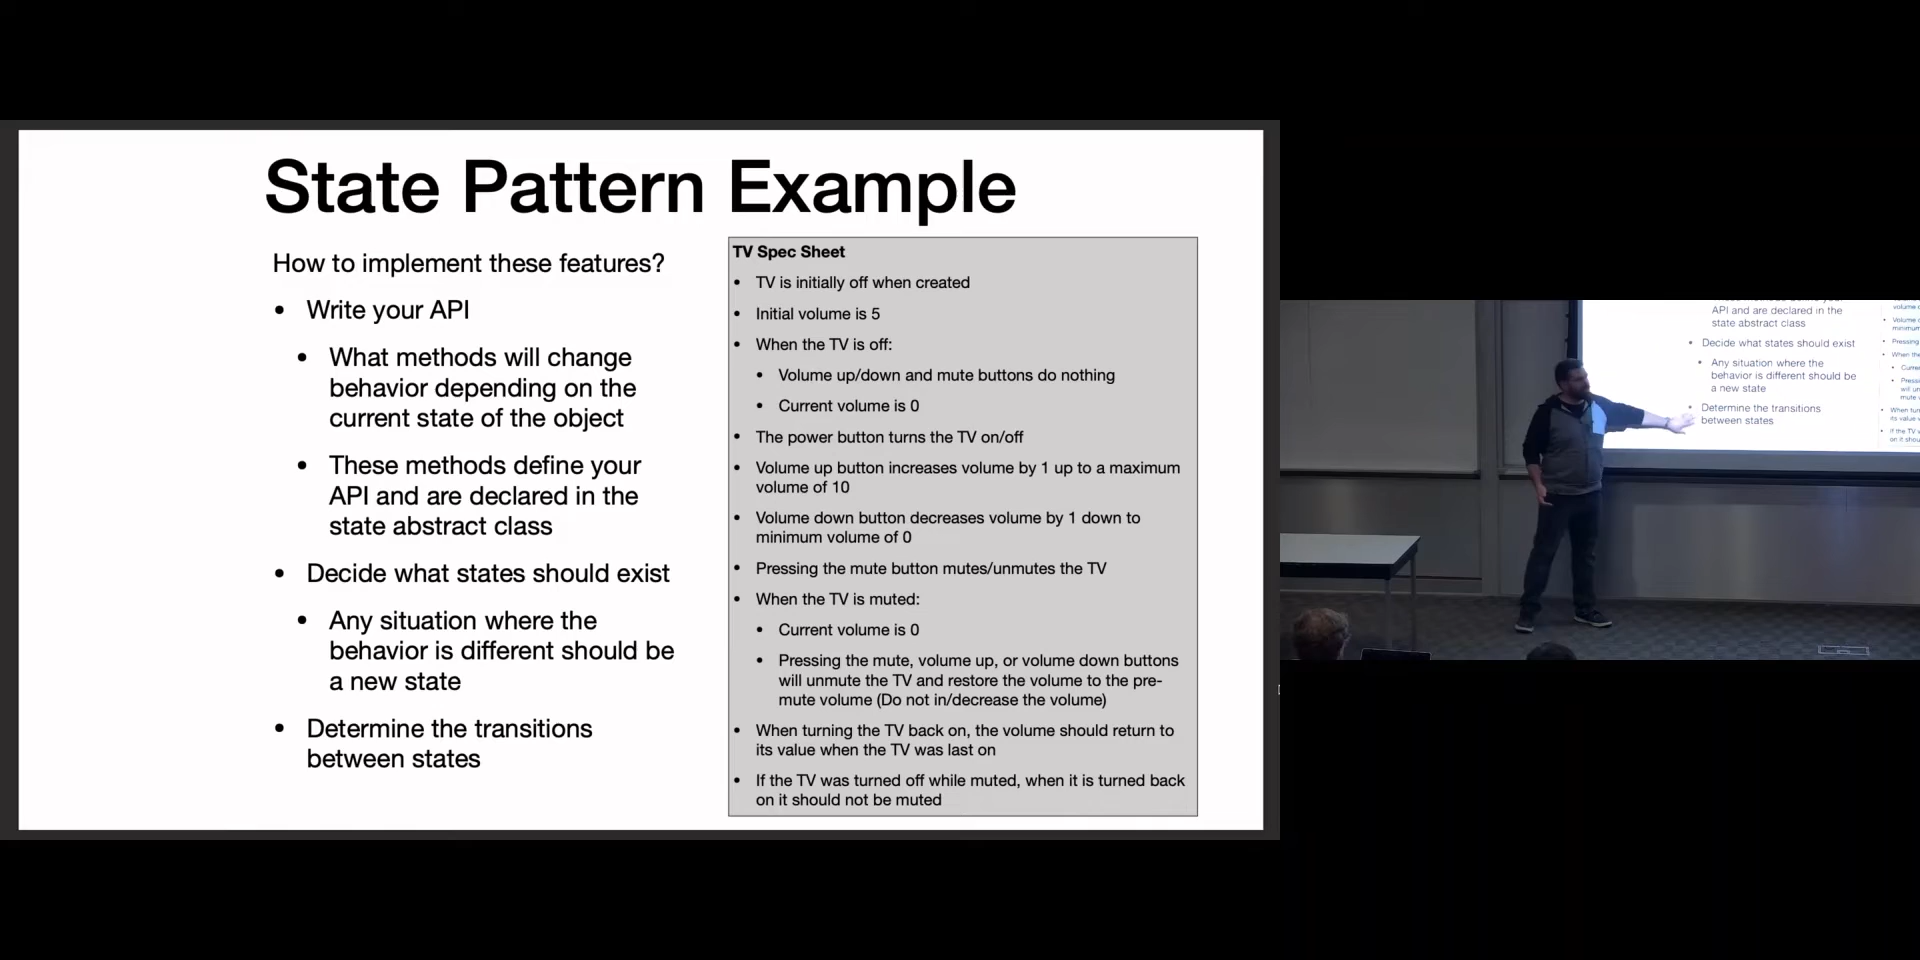 State Pattern Example
How to implement these features?
• Write your API
• What methods will change
behavior depending on the
current state of the object
• These methods define your
API and are declared in the
state abstract class
• Decide what states should exist
• Any situation where the
behavior is different should be
a new state
• Determine the transitions
between states
TV Spec Sheet
• TV is initially off when created
• Initial volume is 5
• When the TV is off:
• Volume up/down and mute buttons do nothing
• Current volume is 0
• The power button turns the TV on/off
• Volume up button increases volume by 1 up to a maximum
volume of 10
• Volume down button decreases volume by 1 down to
minimum volume of 0
• Pressing the mute button mutes/unmutes the TV
• When the TV is muted:
• Current volume is 0
• Pressing the mute, volume up, or volume down buttons
will unmute the TV and restore the volume to the pre-
mute volume (Do not in/decrease the volume)
• When turning the TV back on, the volume should return to
its value when the TV was last on
• If the TV was turned off while muted, when it is turned back
on it should not be muted
API and are declared in the
state abstract class
• Decide what states should exist
• Any situation where the
behavior is different should be
a new state
• Determine the transitions
between states